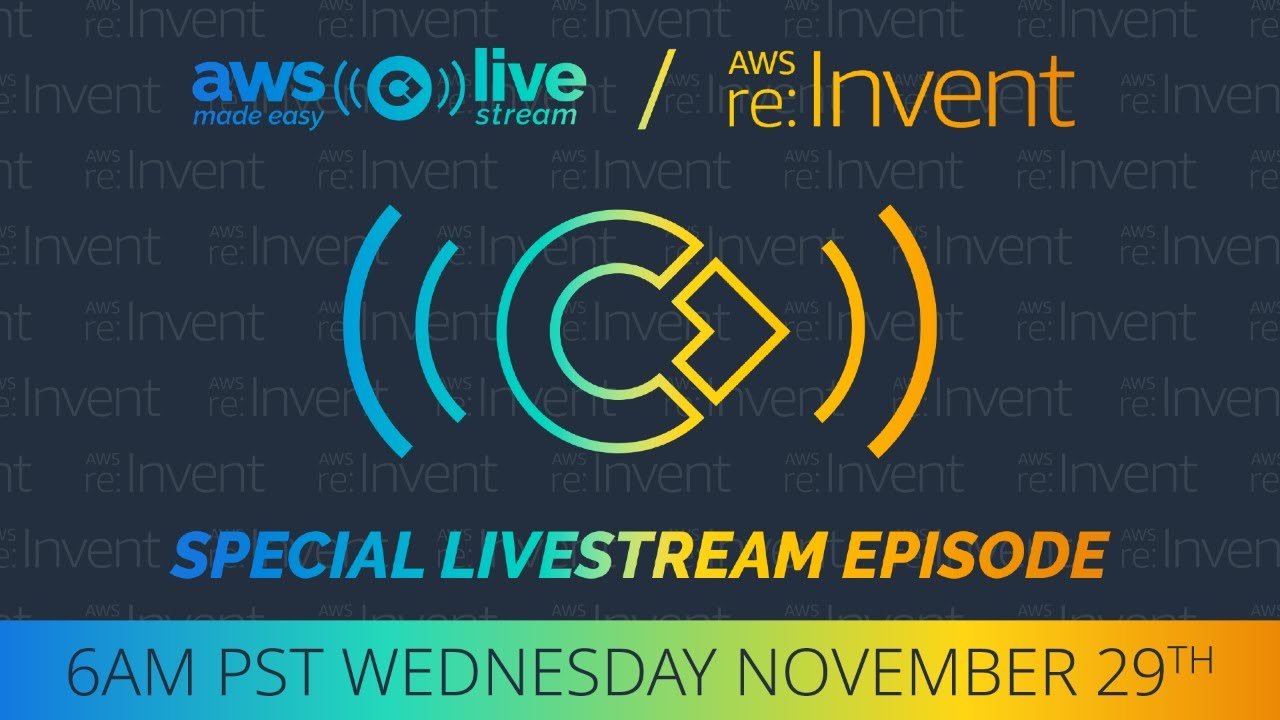 aws live / AWS
made easy stream re:Invent
SPECIAL LIVESTREAM EPISODE
6AM PST WEDNESDAY NOVEMBER 29TH